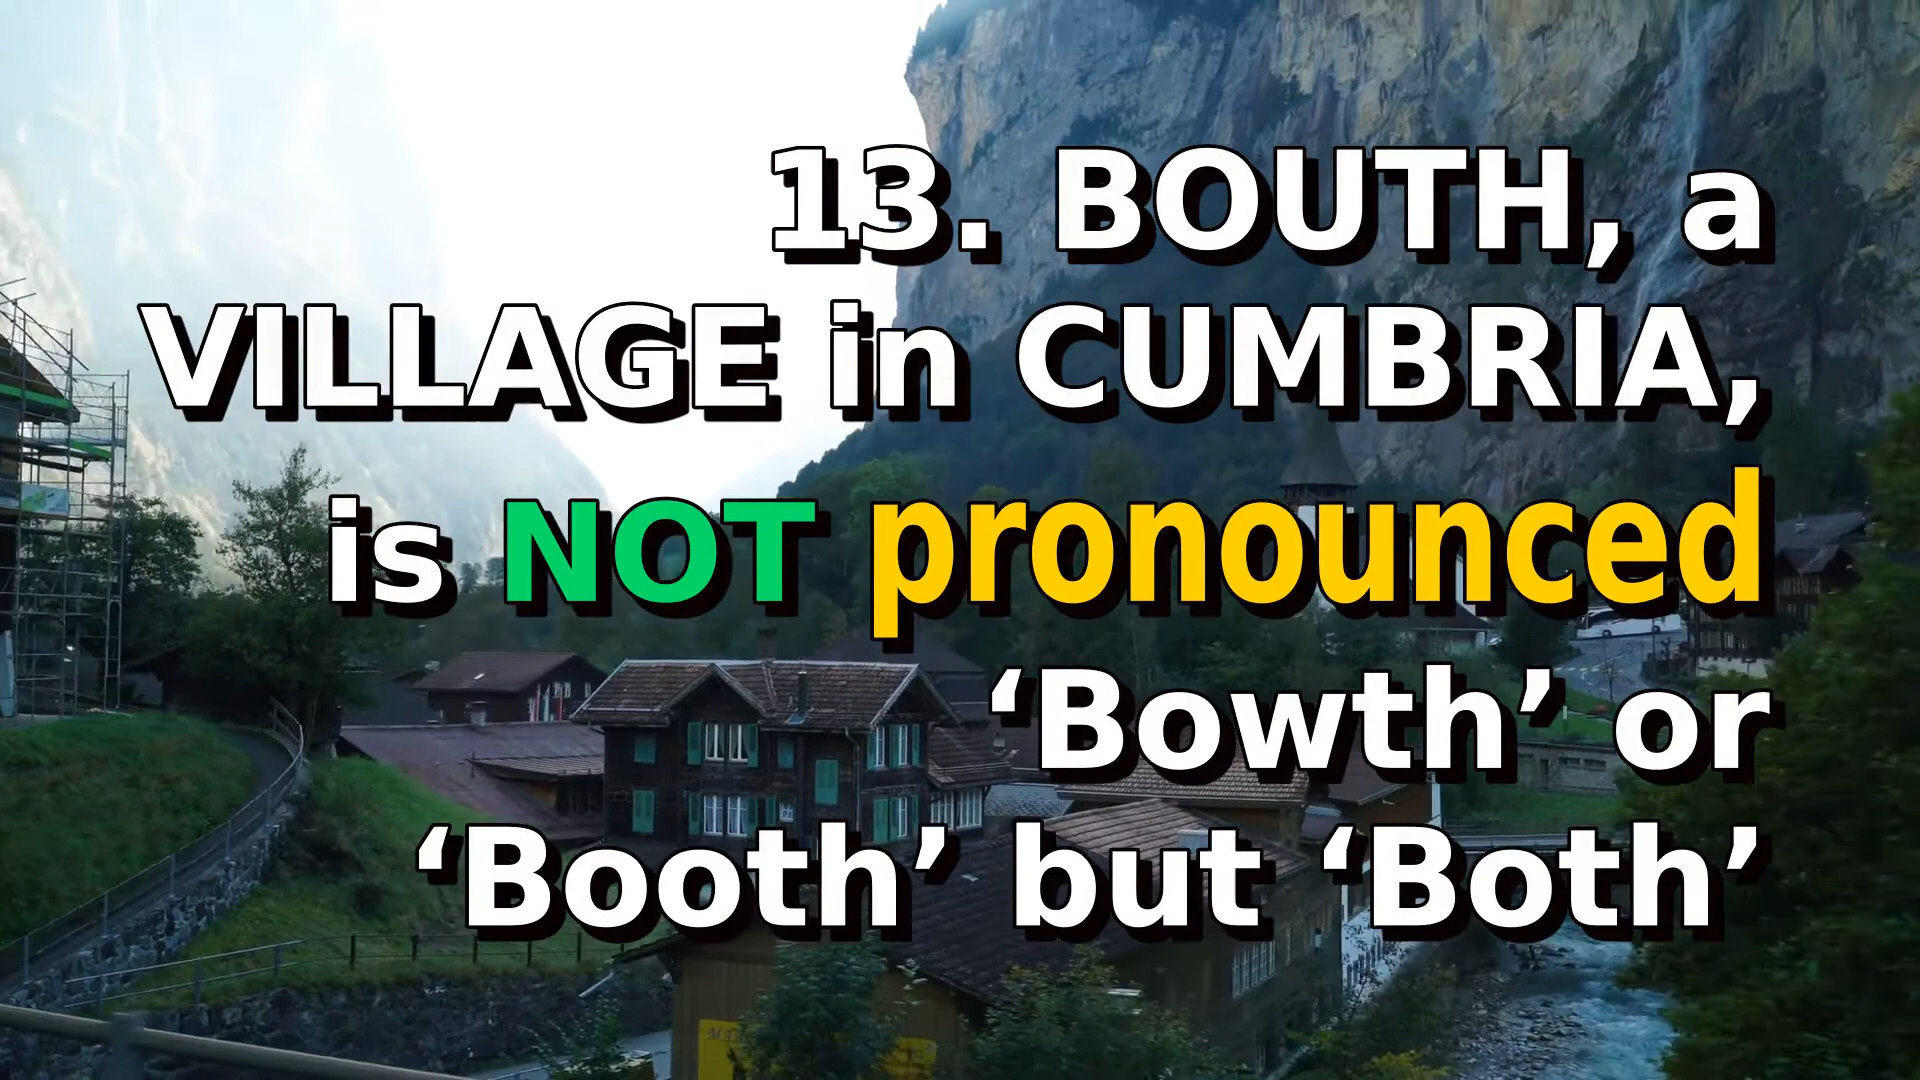 13. BOUTH, a
VILLAGE in CUMBRIA,
is NOT pronounced
‘Bowth’ or
‘Booth’ but ‘Both’